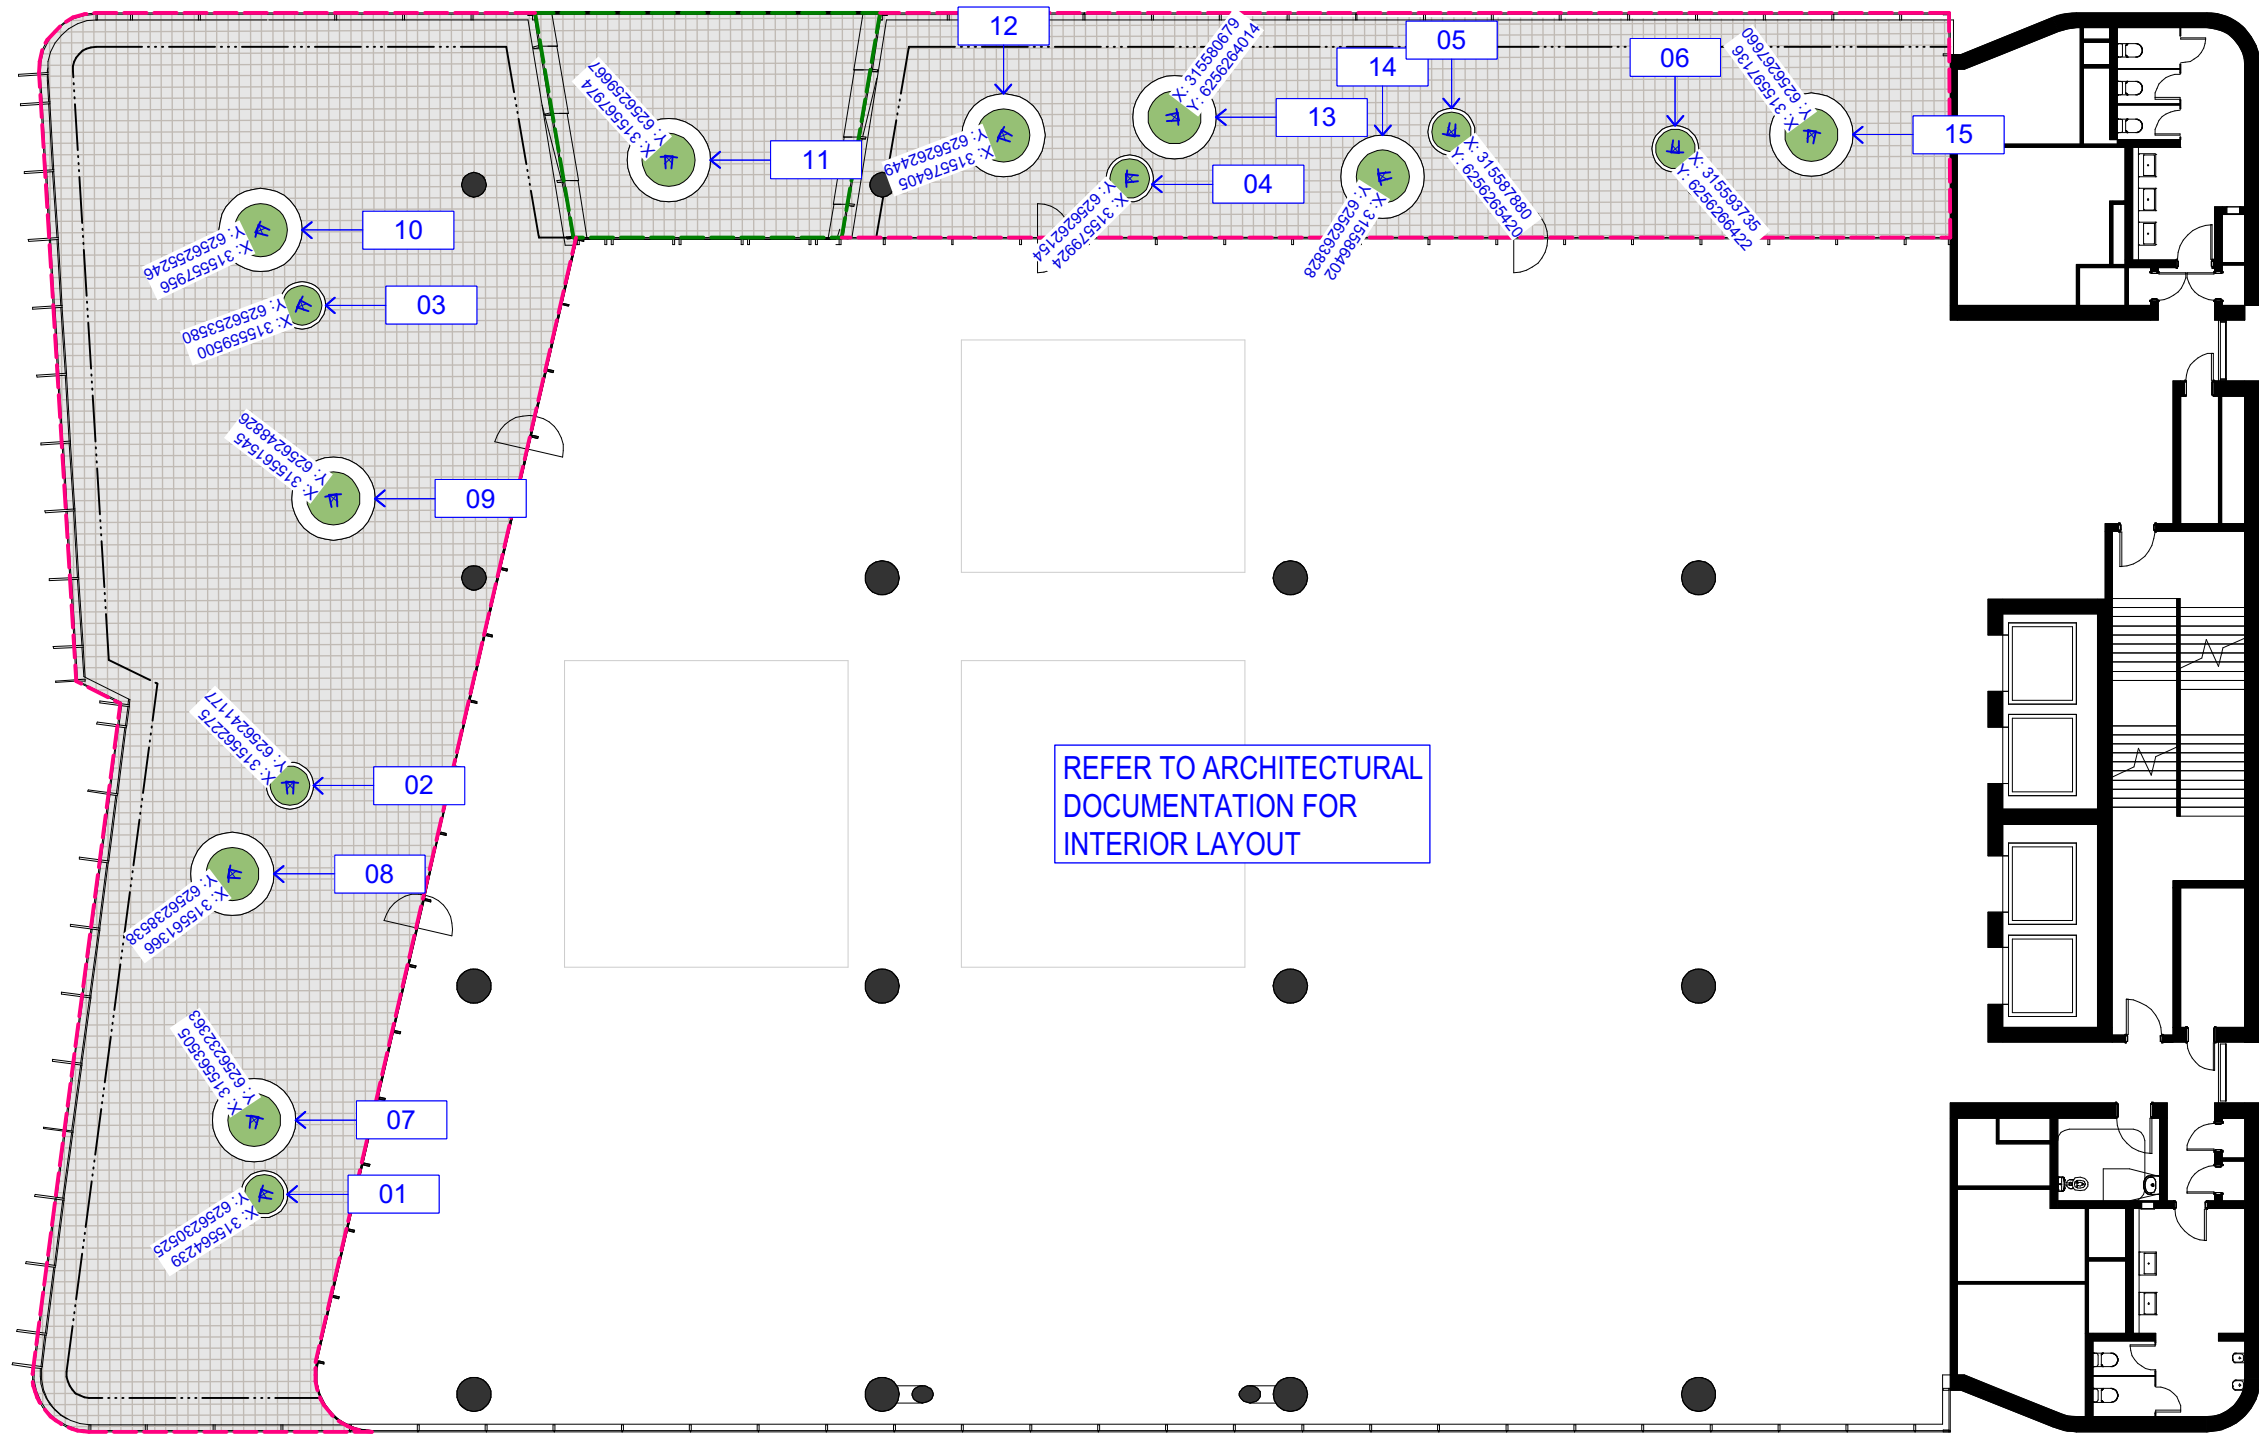 12
X: 315580679
Y: 6256264014
05
14
06
X: 315597136
Y: 6256267690
X: 315567974
Y: 6256259667
13
15
11
X: 315576405
Y: 6256262449
X: 315587880
Y: 6256265420
X: 315593735
Y: 6256266422
04
X: 31557924
Y: 6256262154
X: 315586402
Y: 6256263828
10
X: 315557956
Y: 6256255246
03
X: 315559500
Y: 6256253580
X: 315561545
Y: 6256248826
09
X: 315562275
Y: 6256241177
02
REFER TO ARCHITECTURAL
DOCUMENTATION FOR
INTERIOR LAYOUT
08
X: 315561366
Y: 6256238538
X: 315563505
Y: 6256232363
07
01
X: 315564239
Y: 6256230525